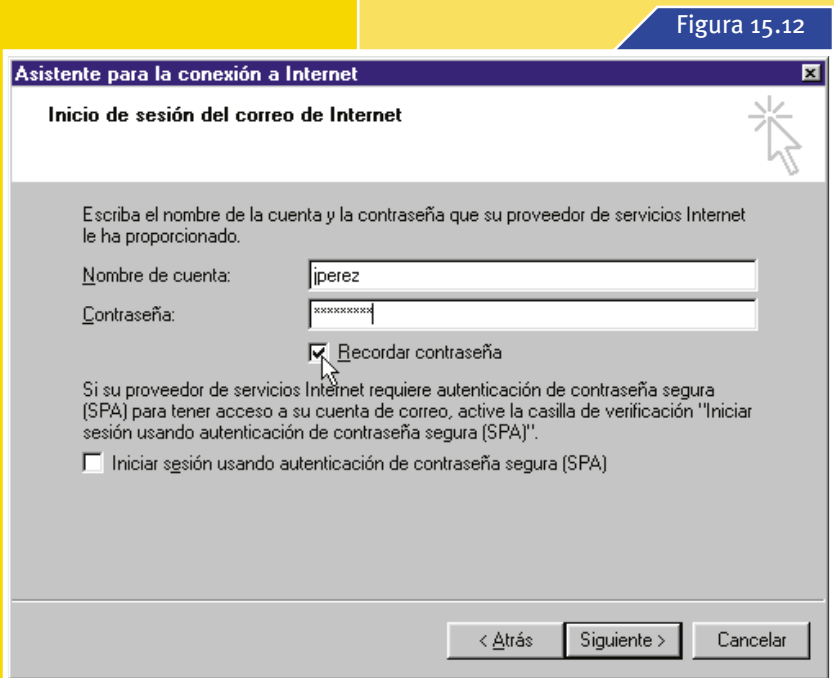 Figura 15.12
Asistente para la conexión a Internet
Inicio de sesión del correo de Internet
Escriba el nombre de la cuenta y la contraseña que su proveedor de servicios Internet
le ha proporcionado.
Nombre de cuenta: jperez
Contraseña: *********
Recordar contraseña
Si su proveedor de servicios Internet requiere autenticación de contraseña segura
(SPA) para tener acceso a su cuenta de correo, active la casilla de verificación "Iniciar
sesión usando autenticación de contraseña segura (SPA)".
Iniciar sesión usando autenticación de contraseña segura (SPA)
< Atrás Siguiente > Cancelar